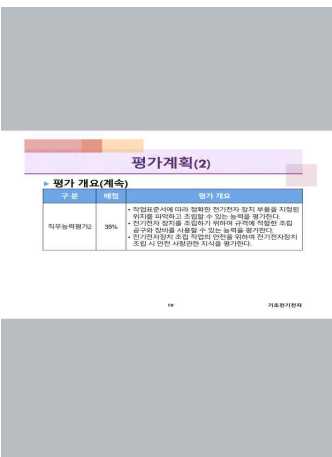 평가계획(2)
▶ 평가 개요(계속)
구 분 배점 평가 개요
직무능력평가2 35%
• 작업표준서에 따라 정확한 전기전자 장치 부품을 지정된
위치를 파악하고 조립할 수 있는 능력을 평가한다.
• 전기전자 장치를 조립하기 위하여 규격에 적합한 조립
공구와 장비를 사용할 수 있는 능력을 평가한다.
• 전기전자장치 조립 작업의 안전을 위하여 전기전자장치
조립 시 안전 사항관한 지식을 평가한다.
10 기초전기전자